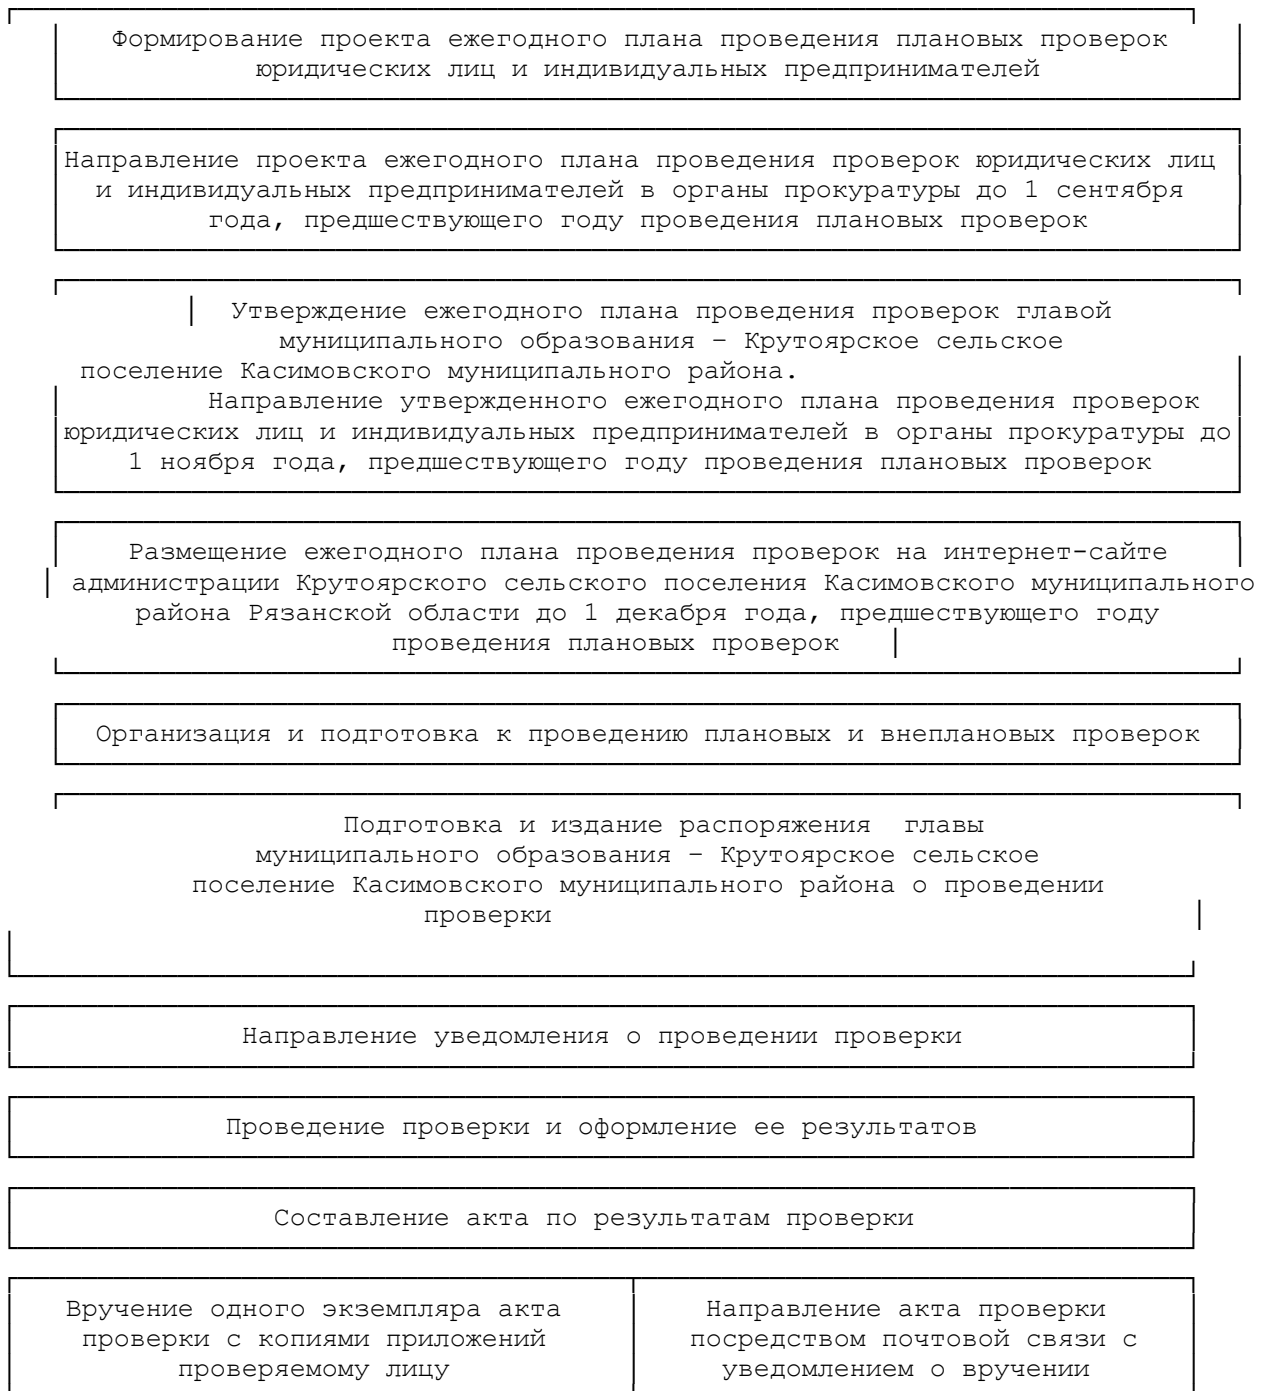 Формирование проекта ежегодного плана проведения плановых проверок
юридических лиц и индивидуальных предпринимателей
Направление проекта ежегодного плана проведения проверок юридических лиц
и индивидуальных предпринимателей в органы прокуратуры до 1 сентября
года, предшествующего году проведения плановых проверок
Утверждение ежегодного плана проведения проверок главой
муниципального образования – Крутоярское сельское
поселение Касимовского муниципального района.
Направление утвержденного ежегодного плана проведения проверок
юридических лиц и индивидуальных предпринимателей в органы прокуратуры до
1 ноября года, предшествующего году проведения плановых проверок
Размещение ежегодного плана проведения проверок на интернет-сайте
администрации Крутоярского сельского поселения Касимовского муниципального
района Рязанской области до 1 декабря года, предшествующего году
проведения плановых проверок
Организация и подготовка к проведению плановых и внеплановых проверок
Подготовка и издание распоряжения главы
муниципального образования – Крутоярское сельское
поселение Касимовского муниципального района о проведении
проверки
Направление уведомления о проведении проверки
Проведение проверки и оформление ее результатов
Составление акта по результатам проверки
Вручение одного экземпляра акта
проверки с копиями приложений
проверяемому лицу
Направление акта проверки
посредством почтовой связи с
уведомлением о вручении